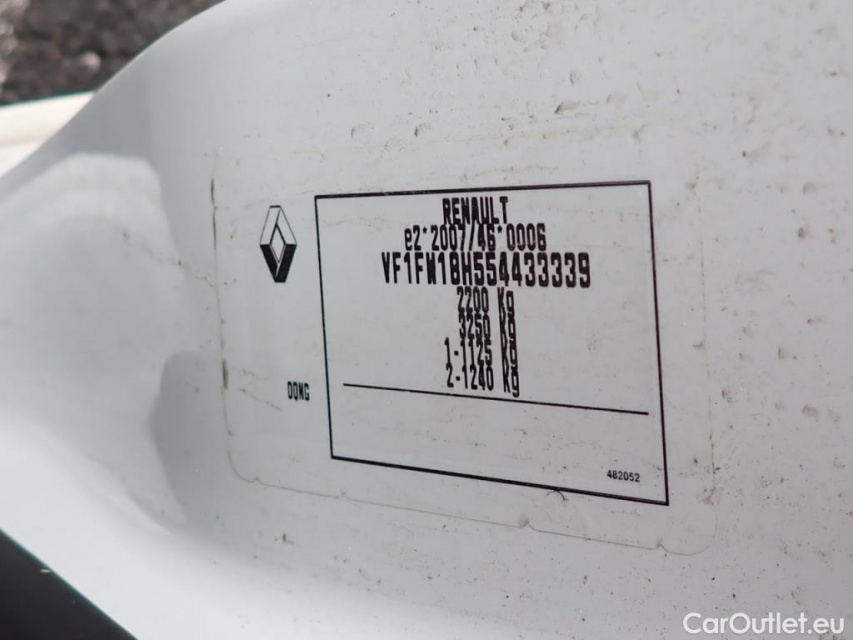 RENAULT
e2*2007/46*0006
VF1FW18H554433339
2200 Kg
3250 Kg
1-1125 Kg
2-1240 Kg
DQNG
482052
CarOutlet.eu